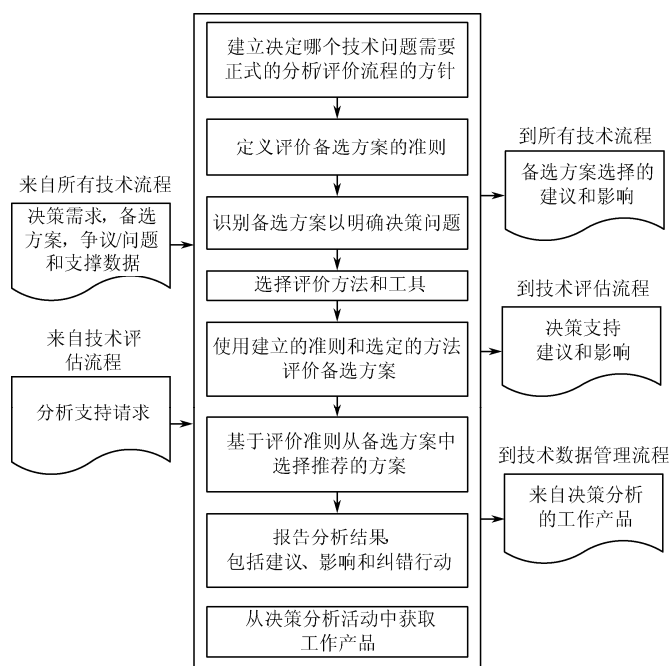 建立决定哪个技术问题需要
正式的分析/评价流程的方针
定义评价备选方案的准则
识别备选方案以明确决策问题
选择评价方法和工具
使用建立的准则和选定的方法
评价备选方案
基于评价准则从备选方案中
选择推荐的方案
报告分析结果,
包括建议、影响和纠错行动
从决策分析活动中获取
工作产品
来自所有技术流程
决策需求，备选
方案，争议/问题
和支撑数据
来自技术评
估流程
分析支持请求
到所有技术流程
备选方案选择的
建议和影响
到技术评估流程
决策支持
建议和影响
到技术数据管理流程
来自决策分析
的工作产品